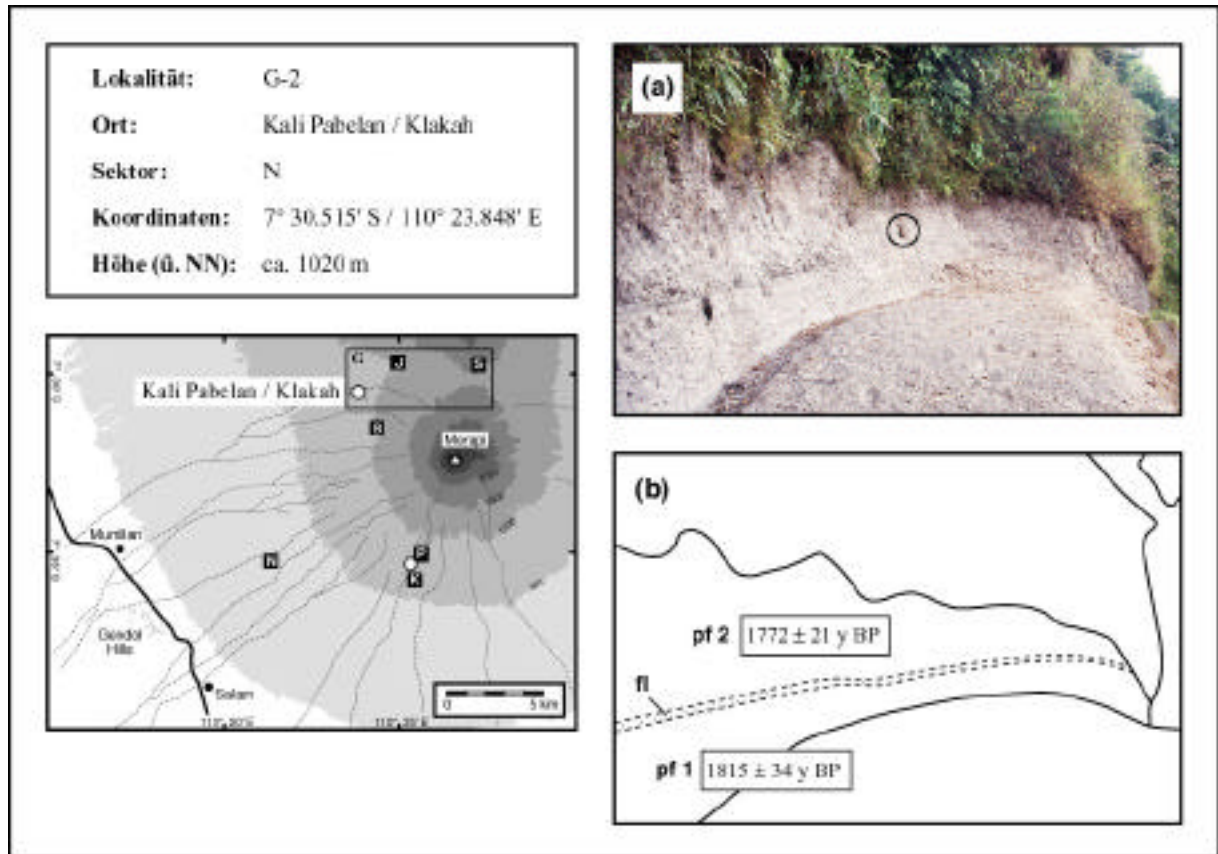 Lokalität: G-2
Ort: Kali Pabelan / Klakah
Sektor: N
Koordinaten: 7° 30.515' S / 110° 23.848' E
Höhe (ü. NN): ca. 1020 m
(a)
G
J
S
Kali Pabelan / Klakah
Merapi
Muntilan
N
P
K
Gendol
Hills
Salam
0 5 km
(b)
pf 2 1772 ± 21 y BP
fl
pf 1 1815 ± 34 y BP